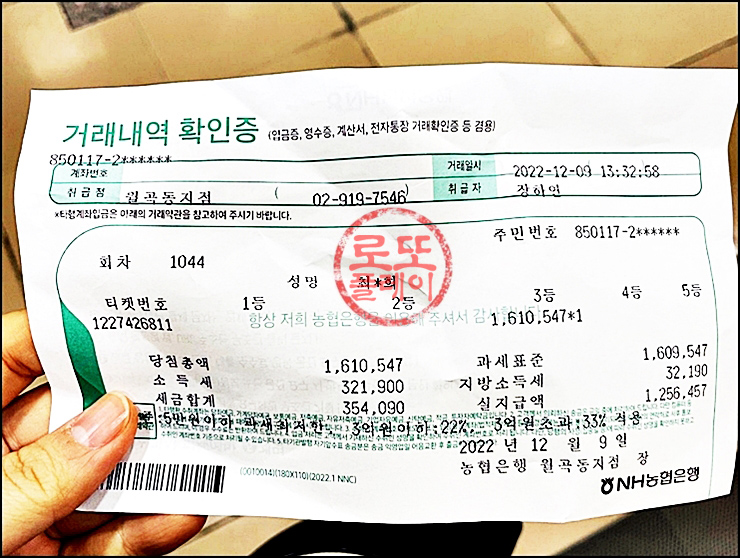 거래내역 확인증 (입금증, 영수증, 계산서, 전자통장 거래확인증 등 겸용)
850117-2******
계좌번호
거래일시 2022-12-09 13:32:58
취급점 월곡동지점 ( 02-919-7546)
취급자 장하인
*타행계좌입금은 아래의 거래약관을 참고하여 주시기 바랍니다.
주민번호 850117-2******
회차 1044
로또
플레이
성명 최*희
티켓번호 1등 2등 3등 4등 5등
1227426811 1,610,547*1
항상 저희 농협은행을 이용해 주셔서 감사합니다
당첨총액 1,610,547 과세표준 1,609,547
소득세 321,900 지방소득세 32,190
세금합계 354,090 실지급액 1,256,457
3억원이하:22%, 3억원초과:33% 적용
2022 년 12 월 9 일
농협은행 월곡동지점 장
(0010014)(180X110)(2022.1 NNC)
NH농협은행